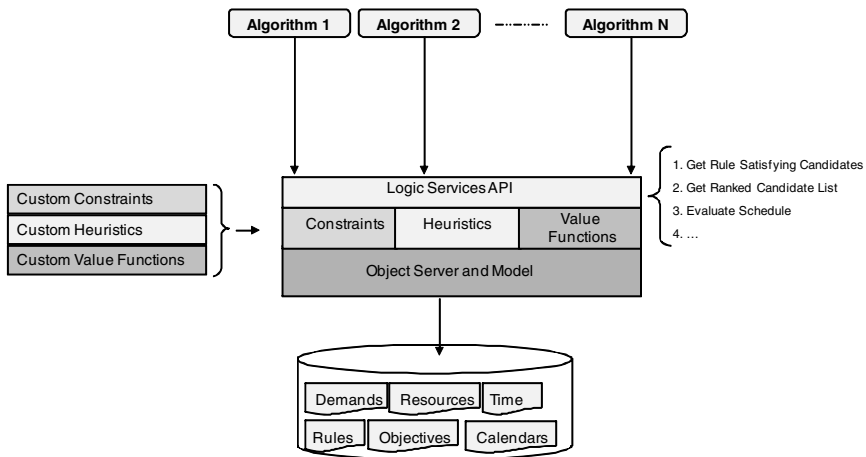 Algorithm 1
Algorithm 2
Algorithm N
Logic Services API
1. Get Rule Satisfying Candidates
2. Get Ranked Candidate List
3. Evaluate Schedule
4. ...
Custom Constraints
Custom Heuristics
Custom Value Functions
Constraints
Heuristics
Value
Functions
Object Server and Model
Demands
Resources
Time
Rules
Objectives
Calendars